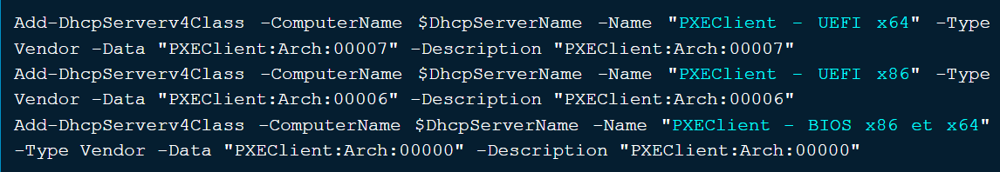 Add-DhcpServerv4Class -ComputerName $DhcpServerName -Name "PXEClient - UEFI x64" -Type
Vendor -Data "PXEClient:Arch:00007" -Description "PXEClient:Arch:00007"
Add-DhcpServerv4Class -ComputerName $DhcpServerName -Name "PXEClient - UEFI x86" -Type
Vendor -Data "PXEClient:Arch:00006" -Description "PXEClient:Arch:00006"
Add-DhcpServerv4Class -ComputerName $DhcpServerName -Name "PXEClient - BIOS x86 et x64"
-Type Vendor -Data "PXEClient:Arch:00000" -Description "PXEClient:Arch:00000"